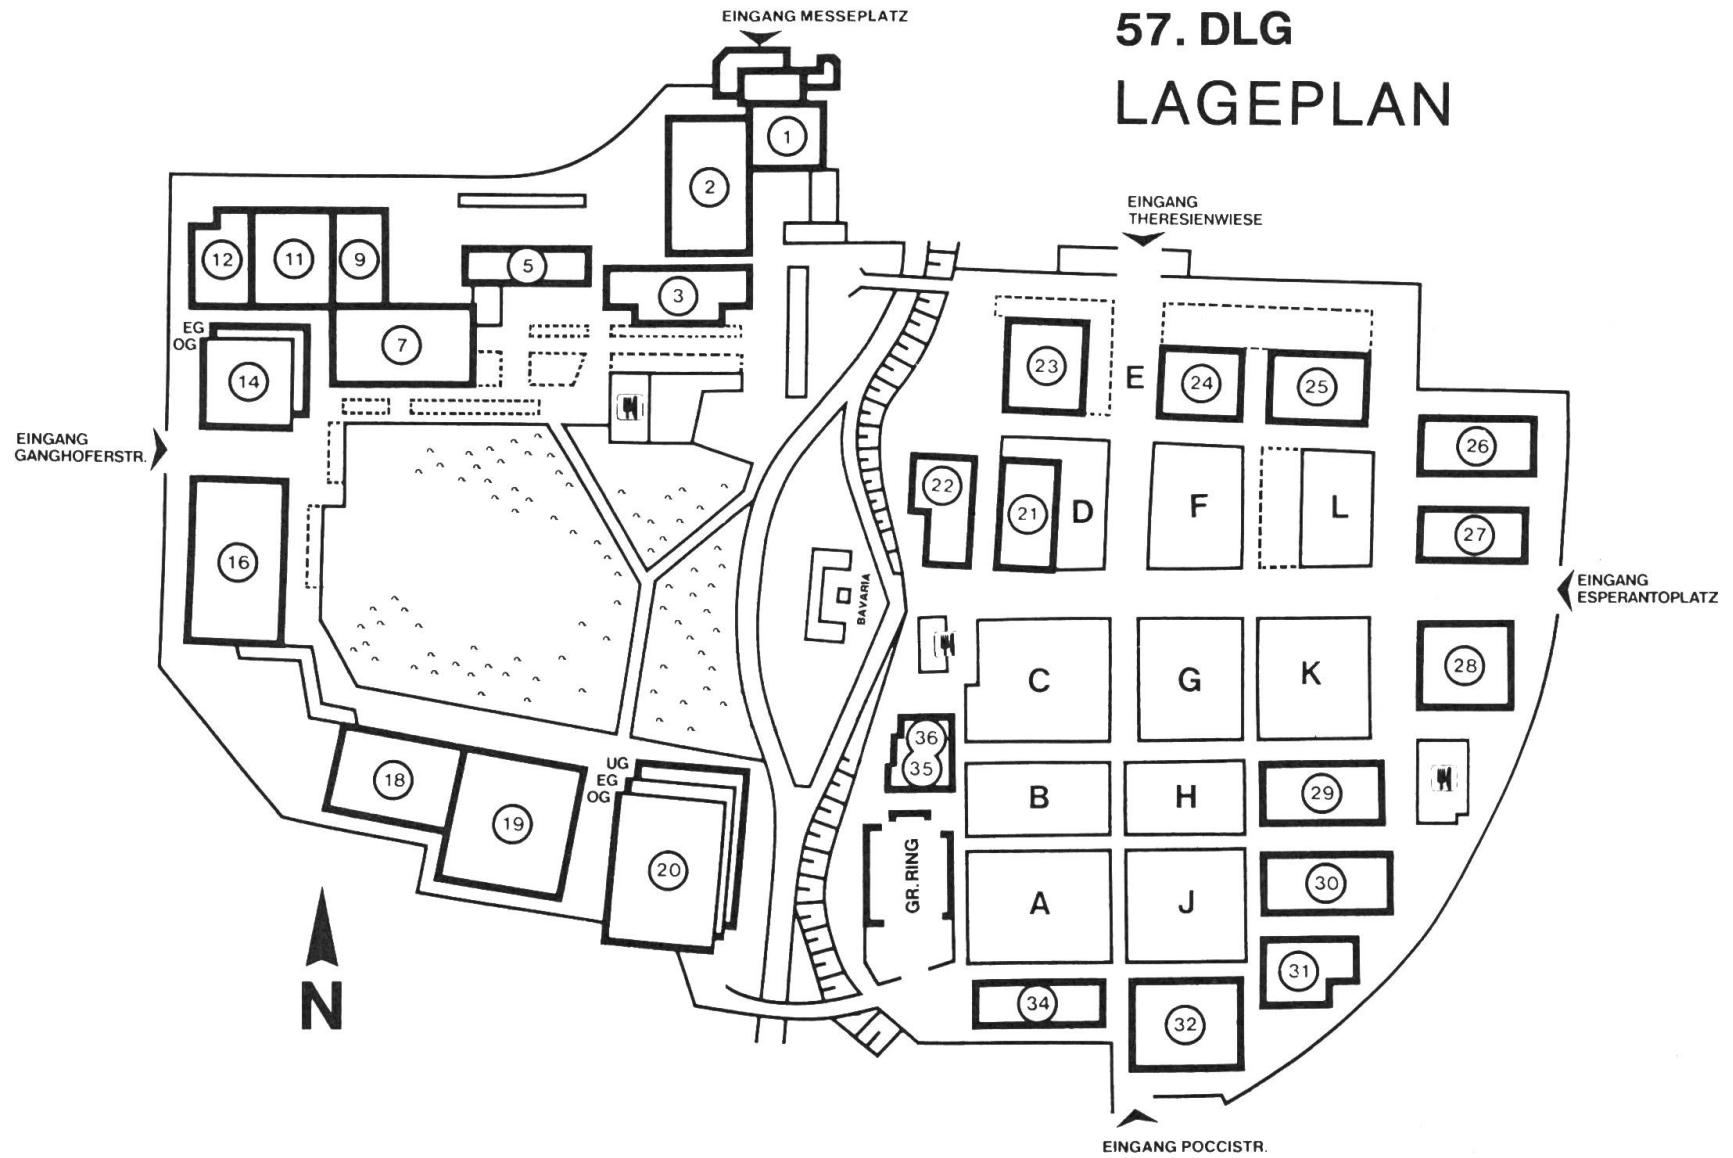 EINGANG MESSEPLATZ
57. DLG
LAGEPLAN
1
2
EINGANG
THERESIENWIESE
12
11
9
5
3
EG
OG
7
14
23
E
24
25
EINGANG
GANGHOFERSTR.
26
22
21
D
F
L
27
16
BAVARIA
EINGANG
ESPERANTOPLATZ
C
G
K
28
36
35
18
UG
EG
OG
19
20
B
H
29
GR. RING
A
J
30
31
34
32
N
EINGANG POCCISTR.